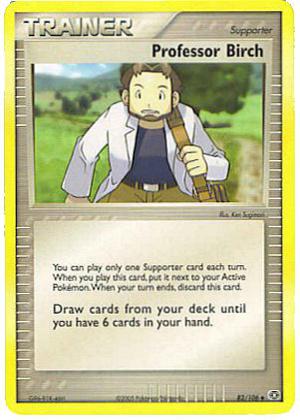 TRAINER
Supporter
Professor Birch
Illus. Ken Sugimori
You can play only one Supporter card each turn.
When you play this card, put it next to your Active
Pokémon. When your turn ends, discard this card.
Draw cards from your deck until
you have 6 cards in your hand.
82/106